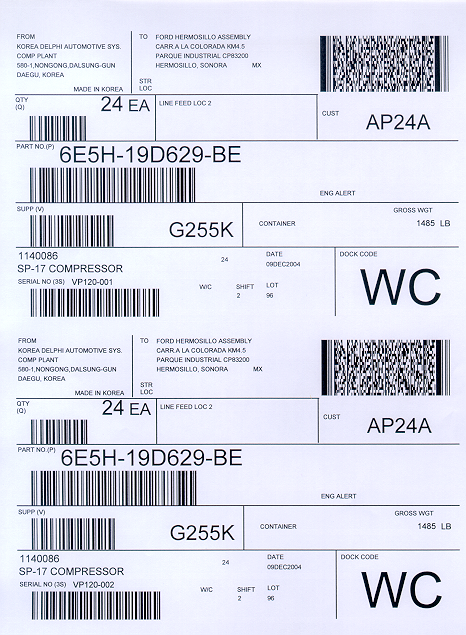 FROM
KOREA DELPHI AUTOMOTIVE SYS.
COMP PLANT
580-1,NONGONG,DALSUNG-GUN
DAEGU, KOREA
MADE IN KOREA
TO FORD HERMOSILLO ASSEMBLY
CARR.A LA COLORADA KM4.5
PARQUE INDUSTRIAL CP83200
HERMOSILLO, SONORA MX
STR
LOC
QTY
(Q)
24 EA
LINE FEED LOC 2
CUST
AP24A
PART NO.(P)
6E5H-19D629-BE
ENG ALERT
SUPP (V)
G255K
CONTAINER
GROSS WGT
1485 LB
1140086
SP-17 COMPRESSOR
SERIAL NO (3S) VP120-001
24
DATE
09DEC2004
W/C
SHIFT
2
LOT
96
DOCK CODE
WC
FROM
KOREA DELPHI AUTOMOTIVE SYS.
COMP PLANT
580-1,NONGONG,DALSUNG-GUN
DAEGU, KOREA
MADE IN KOREA
TO FORD HERMOSILLO ASSEMBLY
CARR.A LA COLORADA KM4.5
PARQUE INDUSTRIAL CP83200
HERMOSILLO, SONORA MX
STR
LOC
QTY
(Q)
24 EA
LINE FEED LOC 2
CUST
AP24A
PART NO.(P)
6E5H-19D629-BE
ENG ALERT
SUPP (V)
G255K
CONTAINER
GROSS WGT
1485 LB
1140086
SP-17 COMPRESSOR
SERIAL NO (3S) VP120-002
24
DATE
09DEC2004
W/C
SHIFT
2
LOT
96
DOCK CODE
WC